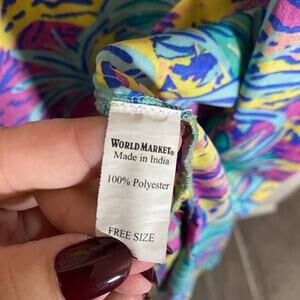 WORLD MARKET®
Made in India
100% Polyester
FREE SIZE